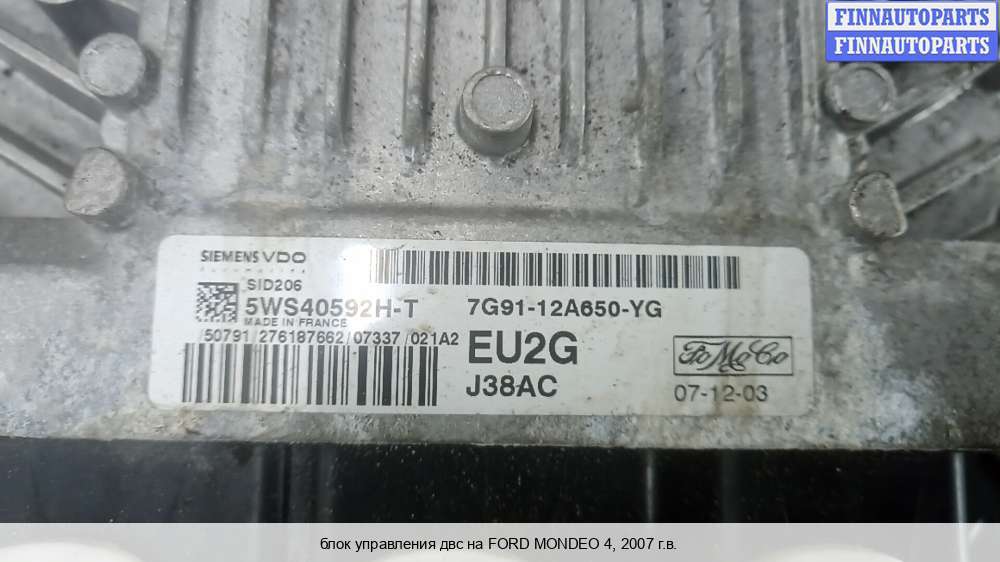 FINNAUTOPARTS
FINNAUTOPARTS
SIEMENS VDO
Automotive
SID206
5WS40592H-T
MADE IN FRANCE
50791/276187662/07337/021A2
7G91-12A650-YG
EU2G
J38AC
FoMoCo
07-12-03
блок управления двс на FORD MONDEO 4, 2007 г.в.